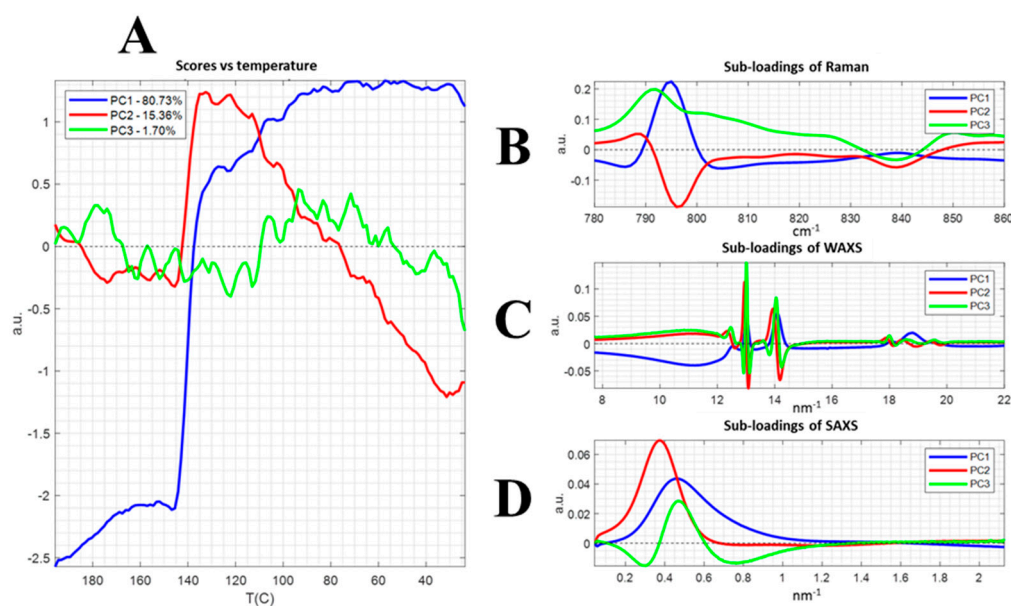 A
Scores vs temperature
PC1 - 80.73%
PC2 - 15.36%
PC3 - 1.70%
1
0.5
0
-0.5
-1
-1.5
-2
-2.5
a.u.
180 160 140 120 100 80 60 40
T(C)
B
Sub-loadings of Raman
PC1
PC2
PC3
0.2
0.1
0
-0.1
a.u.
780 790 800 820 840 850 860
cm-1
C
Sub-loadings of WAXS
PC1
PC2
PC3
0.1
0.05
0
-0.05
a.u.
8 10 12 14 16 18 20 22
nm-1
D
Sub-loadings of SAXS
PC1
PC2
PC3
0.06
0.04
0.02
0
a.u.
0.2 0.4 0.6 0.8 1 1.2 1.4 1.6 1.8 2
nm-1